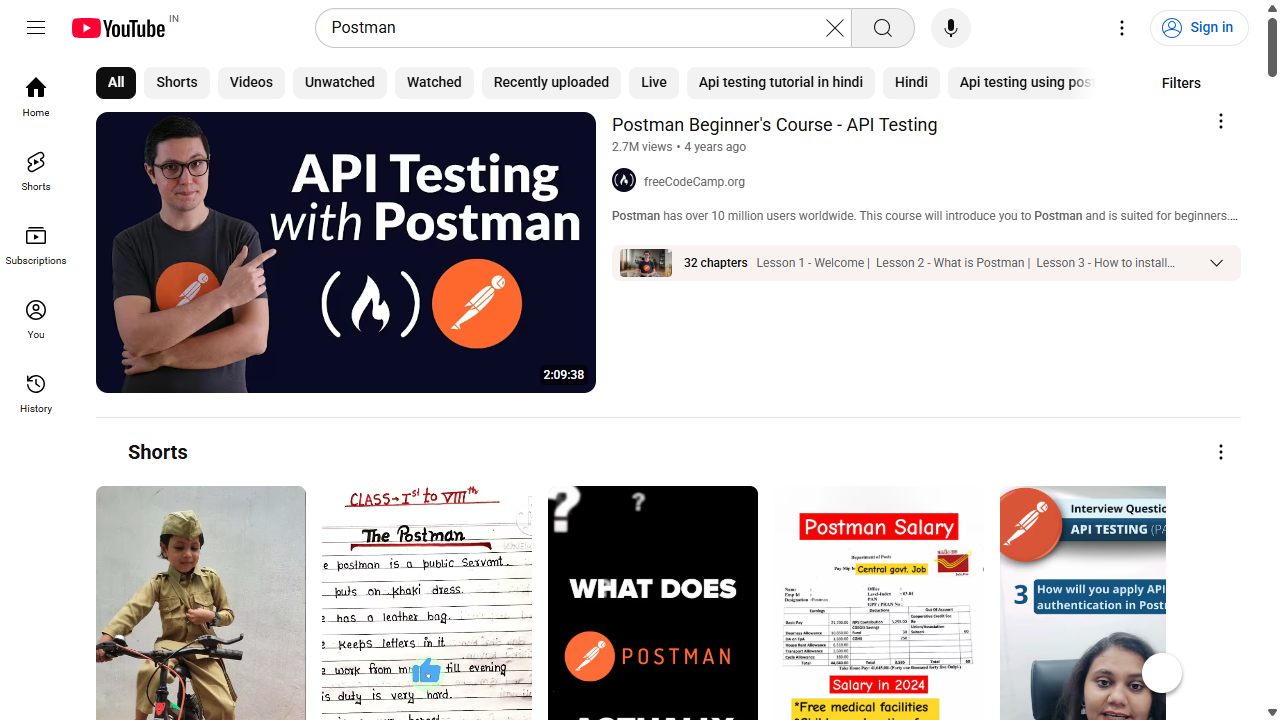 YouTube IN
Postman
Sign in
Home
Shorts
Subscriptions
You
History
All
Shorts
Videos
Unwatched
Watched
Recently uploaded
Live
Api testing tutorial in hindi
Hindi
Api testing using pos
Filters
API Testing
with Postman
2:09:38
Postman Beginner's Course - API Testing
2.7M views • 4 years ago
freeCodeCamp.org
Postman has over 10 million users worldwide. This course will introduce you to Postman and is suited for beginners....
32 chapters Lesson 1 - Welcome | Lesson 2 - What is Postman | Lesson 3 - How to install...
Shorts
CLASS→Ist to VIIIth
The Postman
e postman is a public servant.
puts on khaki dress.
has a leather bag.
keeps letters in it
till evening
is duty is very hard.
? ?
WHAT DOES
POSTMAN
ACTUALLY
Postman Salary
Department of Posts
Central govt. Job
Earnings
Deductions
Total
Salary in 2024
*Free medical facilities
Interview Questio
API TESTING (PA
3 How will you apply API
authentication in Postm